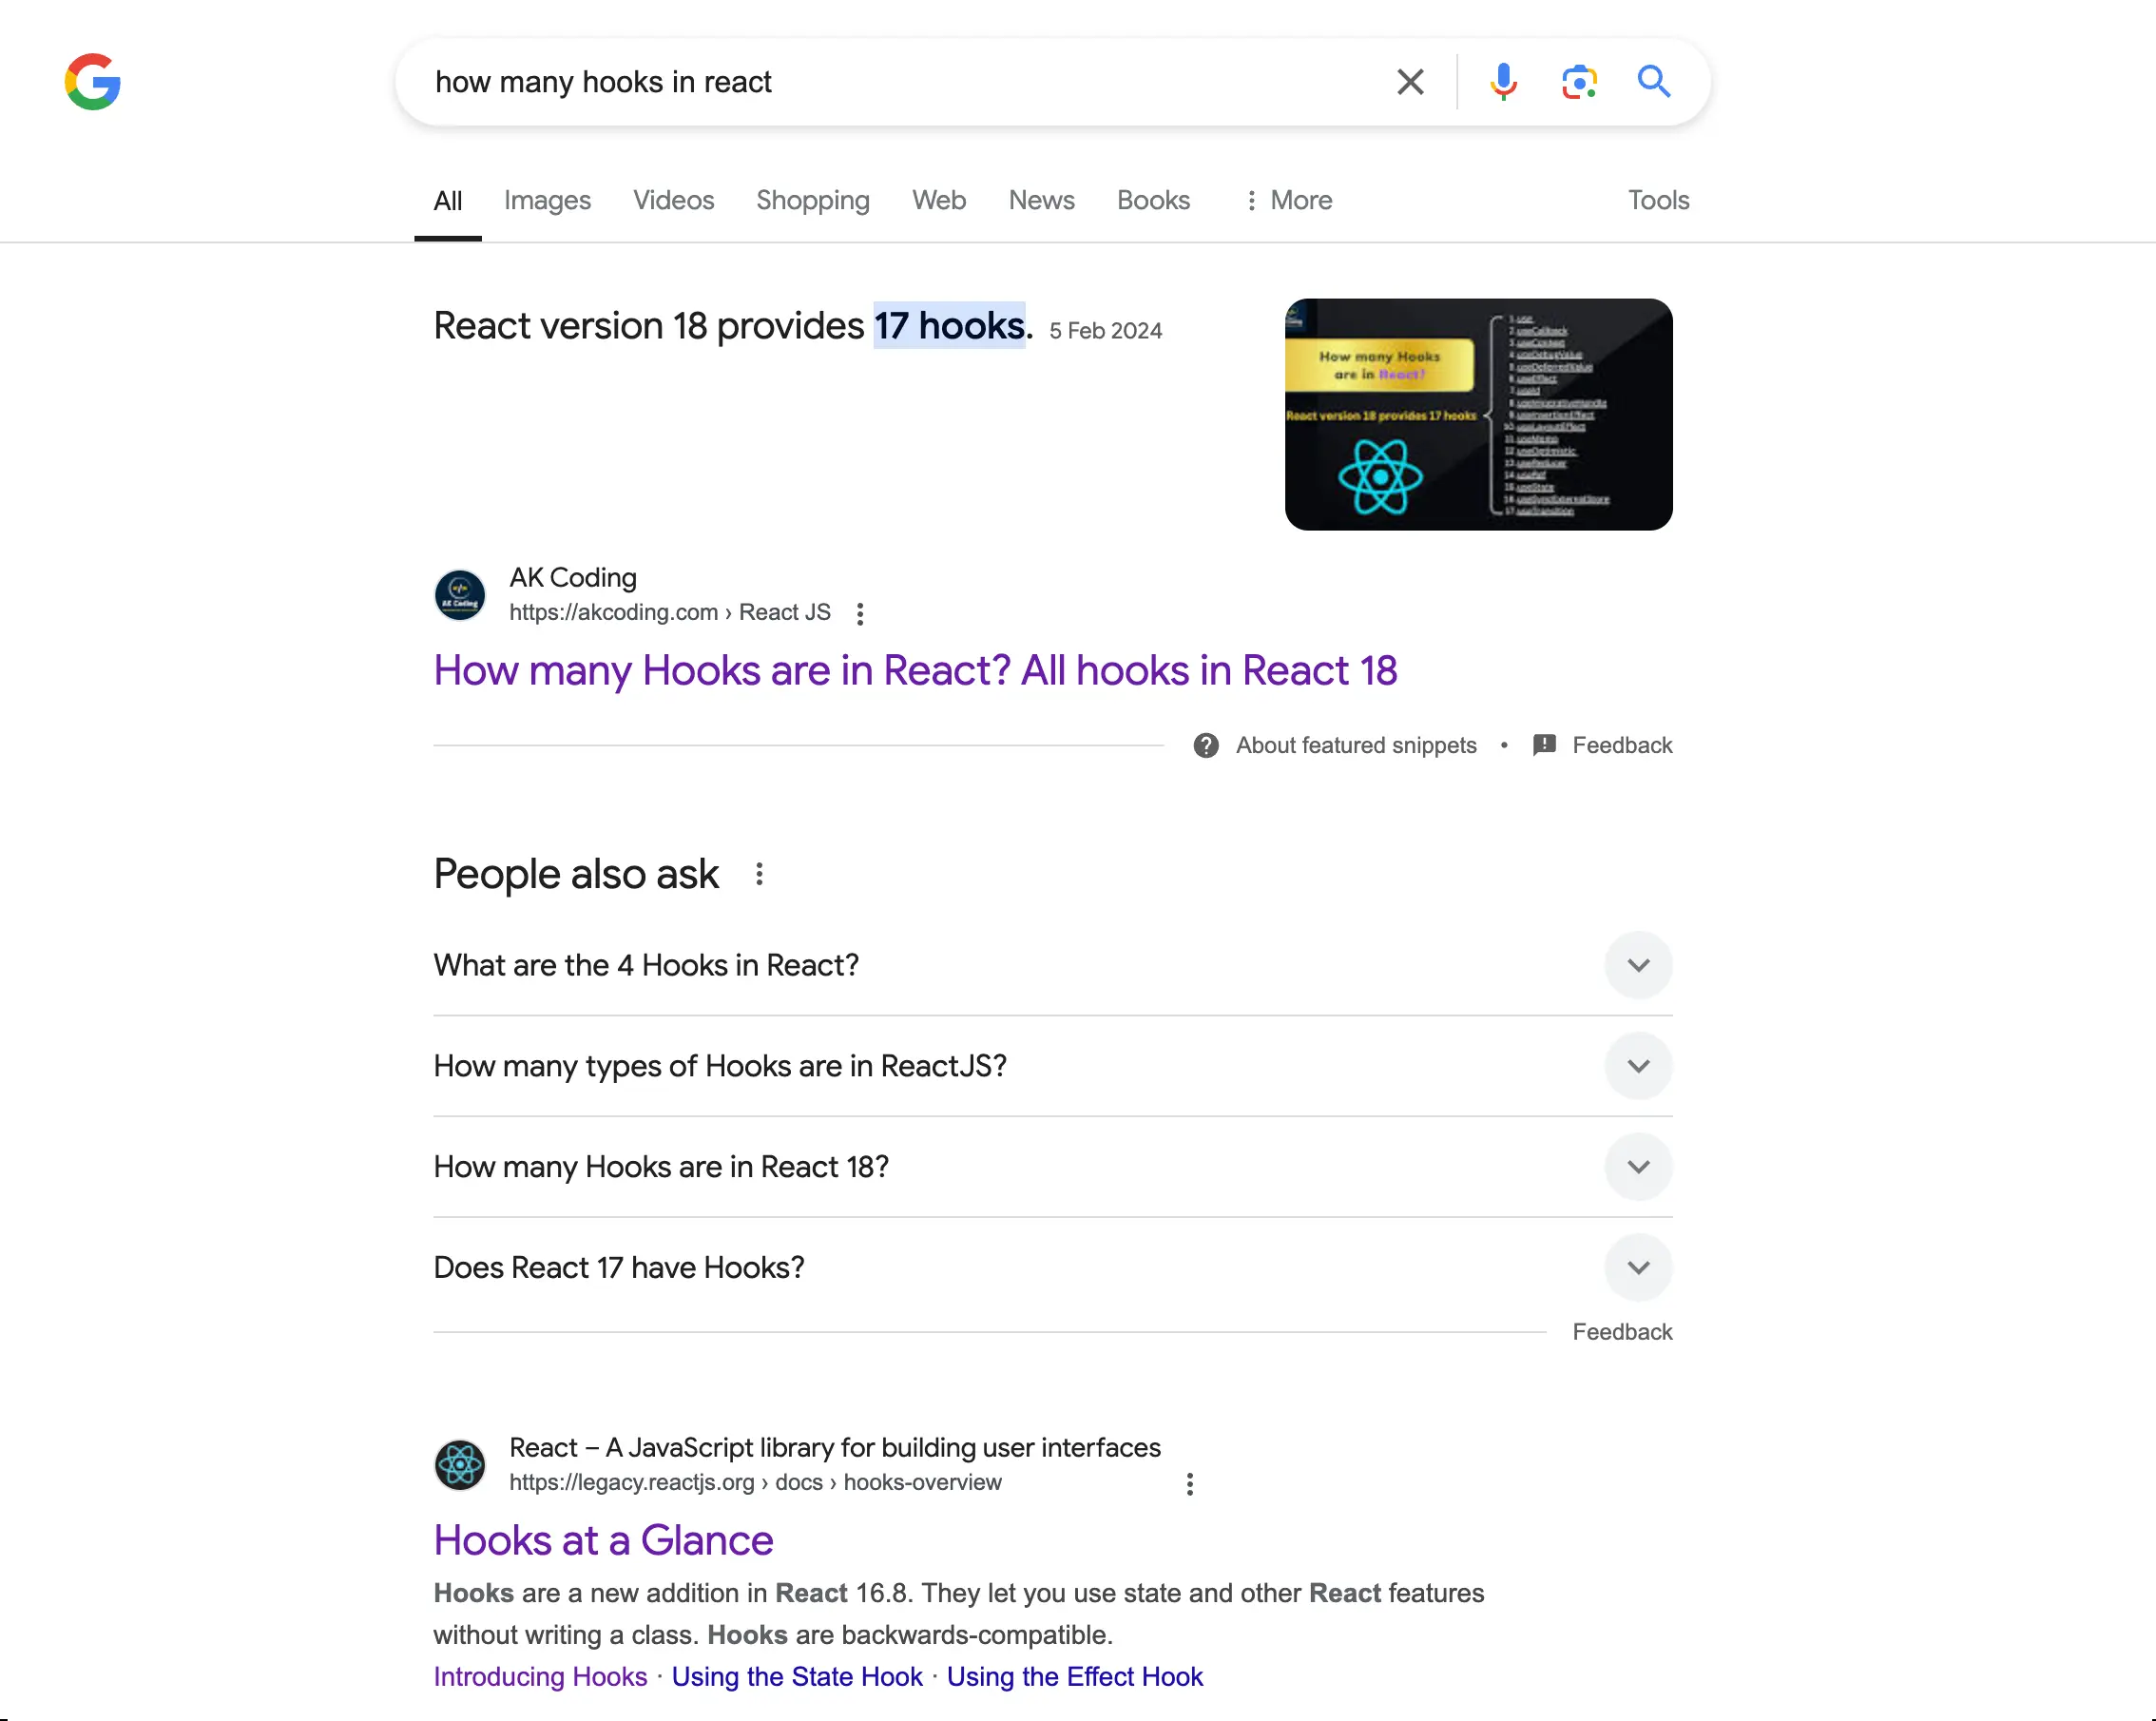 how many hooks in react
All Images Videos Shopping Web News Books More Tools
React version 18 provides 17 hooks. 5 Feb 2024
How many Hooks
are in React?
React version 18 provides 17 hooks
1. use
2. useCallback
3. useContext
4. useDebugValue
5. useDeferredValue
6. useEffect
7. useId
8. useImperativeHandle
9. useInsertionEffect
10. useLayoutEffect
11. useMemo
12. useOptimistic
13. useReducer
14. useRef
15. useState
16. useSyncExternalStore
17. useTransition
AK Coding
AK Coding
https://akcoding.com › React JS
How many Hooks are in React? All hooks in React 18
About featured snippets • Feedback
People also ask
What are the 4 Hooks in React?
How many types of Hooks are in ReactJS?
How many Hooks are in React 18?
Does React 17 have Hooks?
Feedback
React – A JavaScript library for building user interfaces
https://legacy.reactjs.org › docs › hooks-overview
Hooks at a Glance
Hooks are a new addition in React 16.8. They let you use state and other React features
without writing a class. Hooks are backwards-compatible.
Introducing Hooks · Using the State Hook · Using the Effect Hook